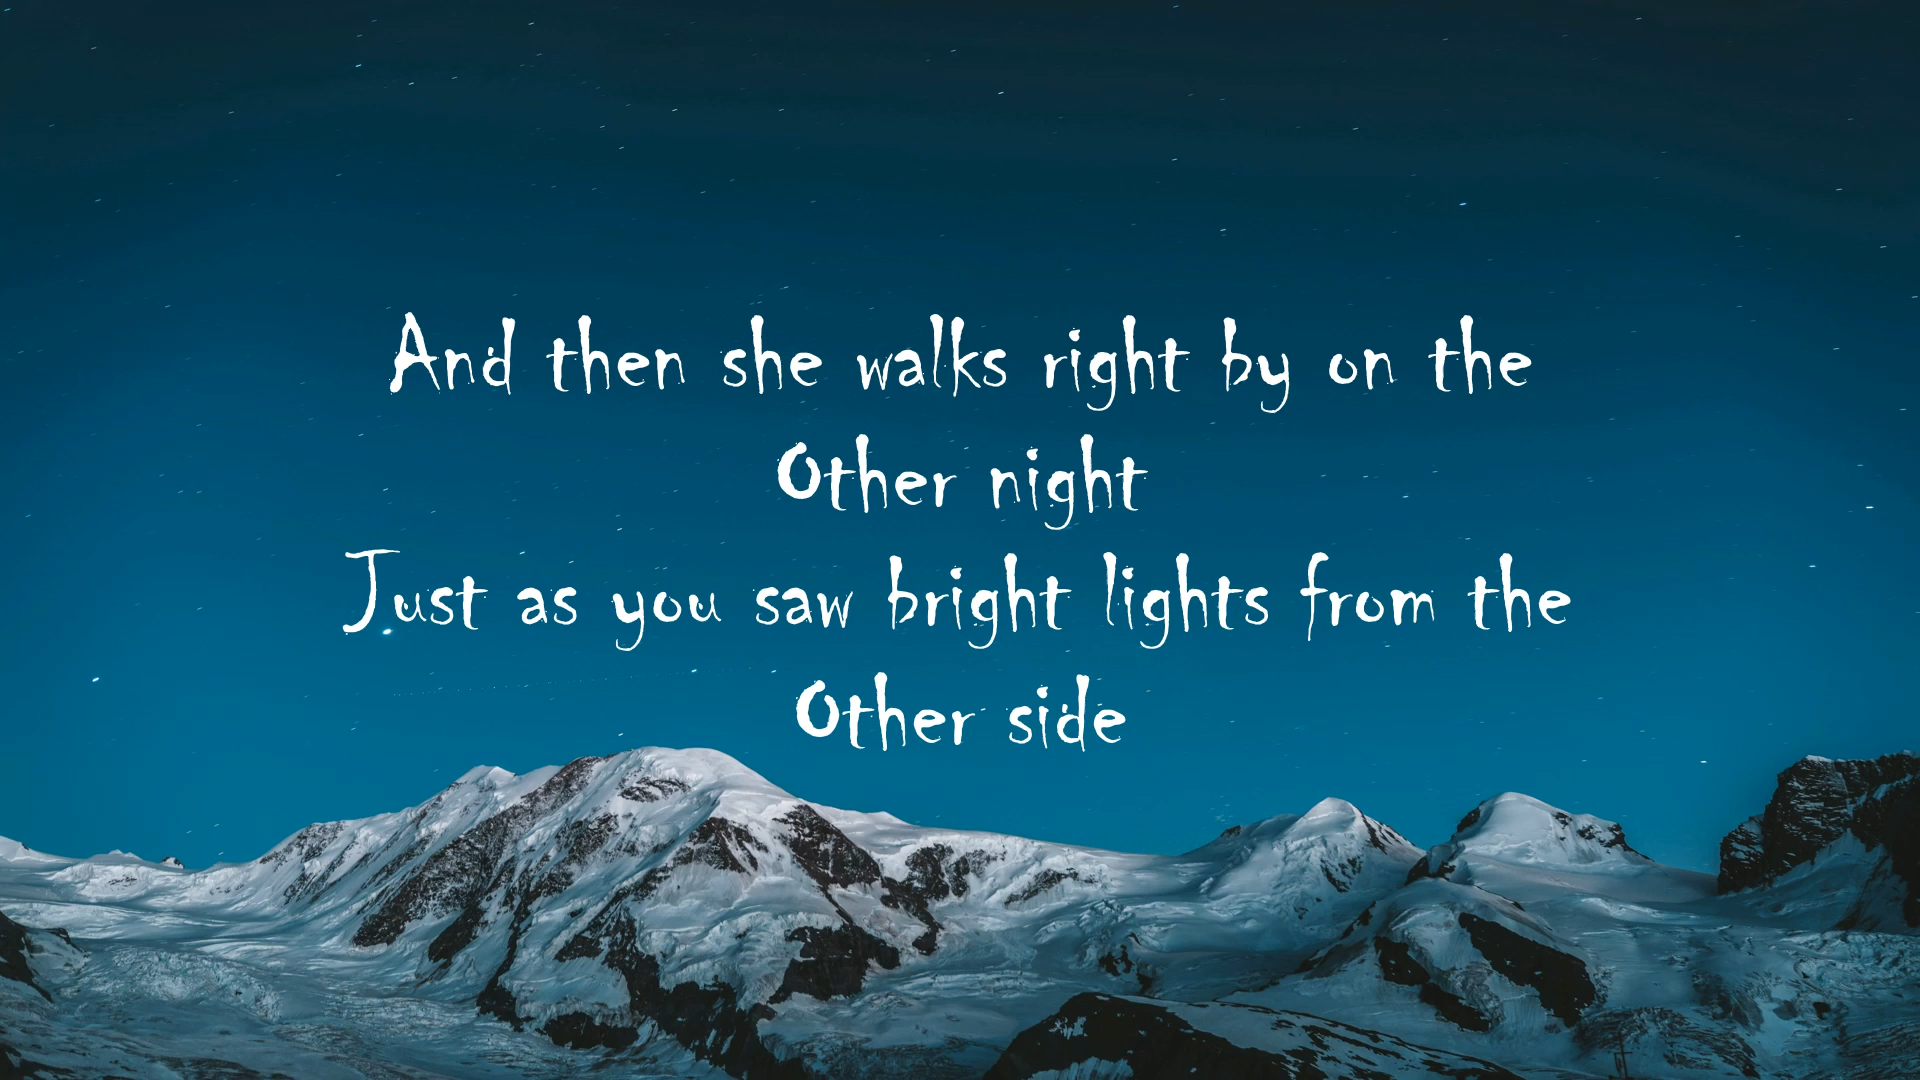 And then she walks right by on the
Other night
Just as you saw bright lights from the
Other side